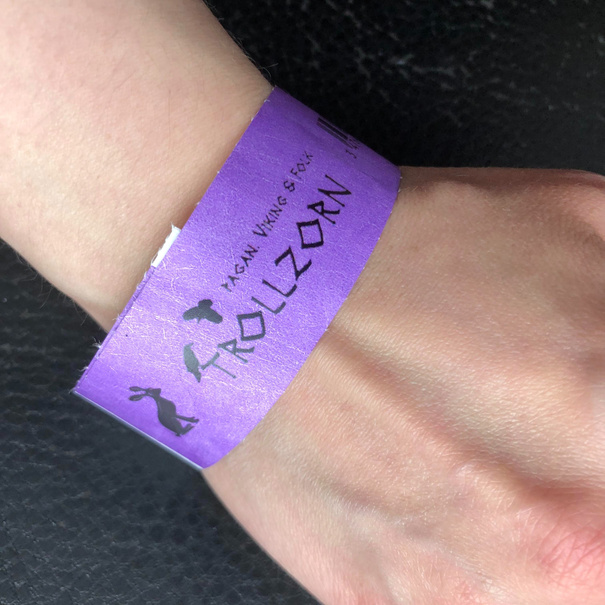 PAGAN, VIKING & FOLK
TROLLZORN